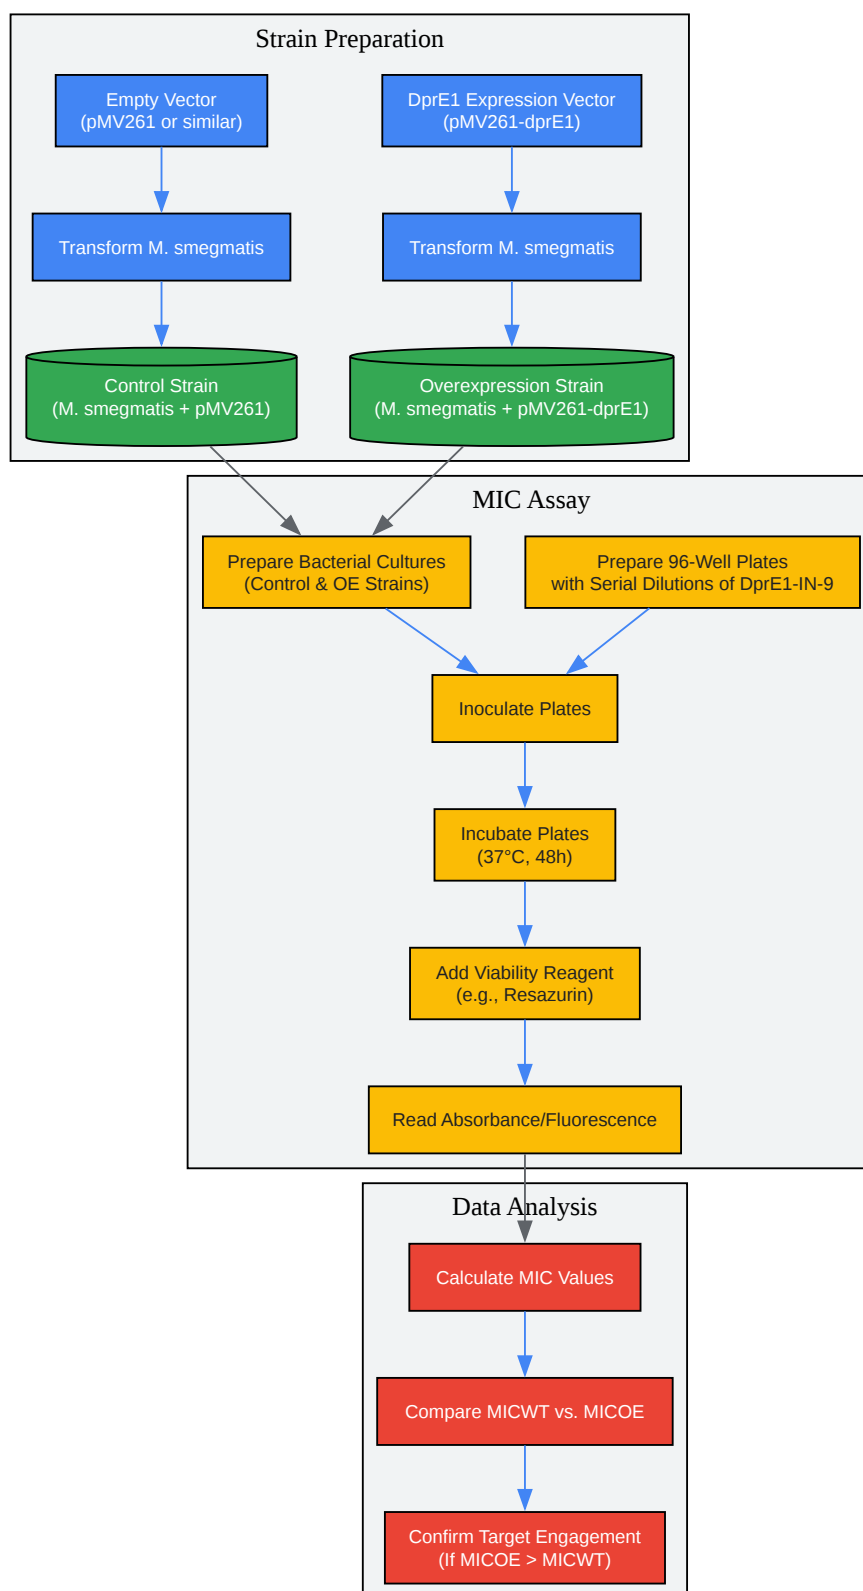 Strain Preparation
Empty Vector
(pMV261 or similar)
DprE1 Expression Vector
(pMV261-dprE1)
Transform M. smegmatis
Transform M. smegmatis
Control Strain
(M. smegmatis + pMV261)
Overexpression Strain
(M. smegmatis + pMV261-dprE1)
MIC Assay
Prepare Bacterial Cultures
(Control & OE Strains)
Prepare 96-Well Plates
with Serial Dilutions of DprE1-IN-9
Inoculate Plates
Incubate Plates
(37°C, 48h)
Add Viability Reagent
(e.g., Resazurin)
Read Absorbance/Fluorescence
Data Analysis
Calculate MIC Values
Compare MICWT vs. MICOE
Confirm Target Engagement
(If MICOE > MICWT)